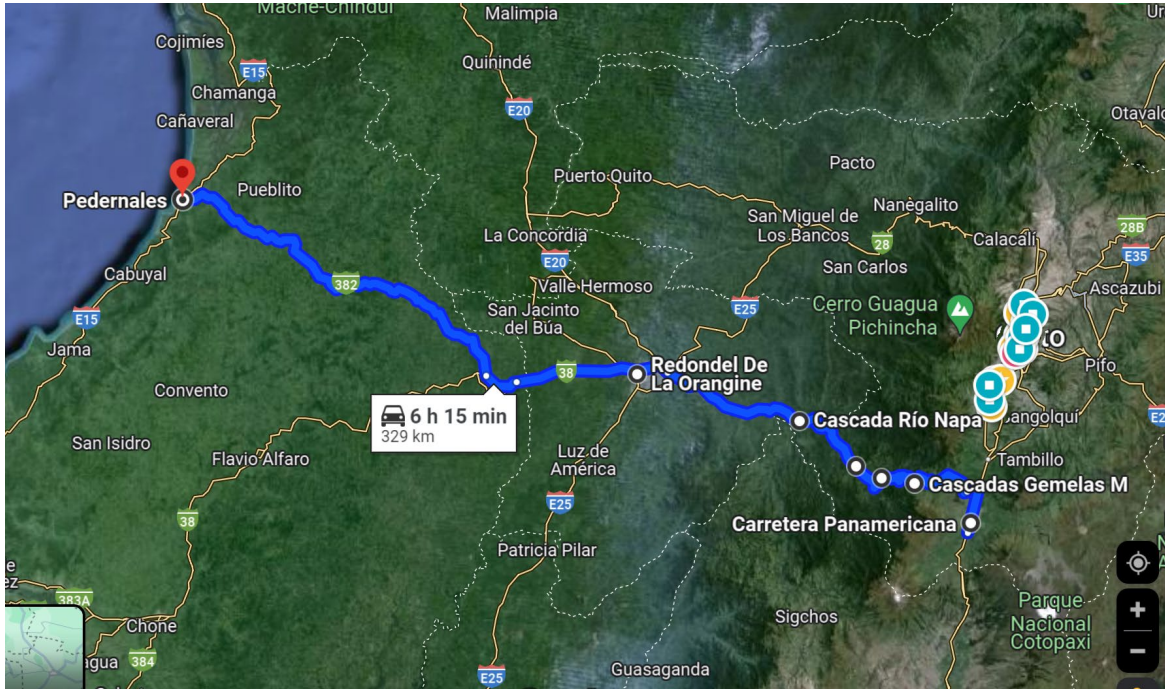 Mache-Chindul
Malimpia
Cojimíes
Quinindé
E15
Chamanga
E20
Cañaveral
Otavalo
Pacto
Puerto Quito
Pueblito
Pedernales
Nanegalito
San Miguel de
Los Bancos
28B
La Concordia
28
Calacalí
E35
E20
San Carlos
Cabuyal
382
Valle Hermoso
Ascazubi
Cerro Guagua
Pichincha
E25
San Jacinto
del Búa
E15
Jama
Pifo
Redondel De
La Orangine
38
Convento
6 h 15 min
329 km
Cascada Río Napa
San Isidro
Luz de
América
Flavio Alfaro
Tambillo
Cascadas Gemelas M
E25
38
Carretera Panamericana
Patricia Pilar
383A
Parque
Nacional
Cotopaxi
Sigchos
Chone
384
Guasaganda
E25
+
−